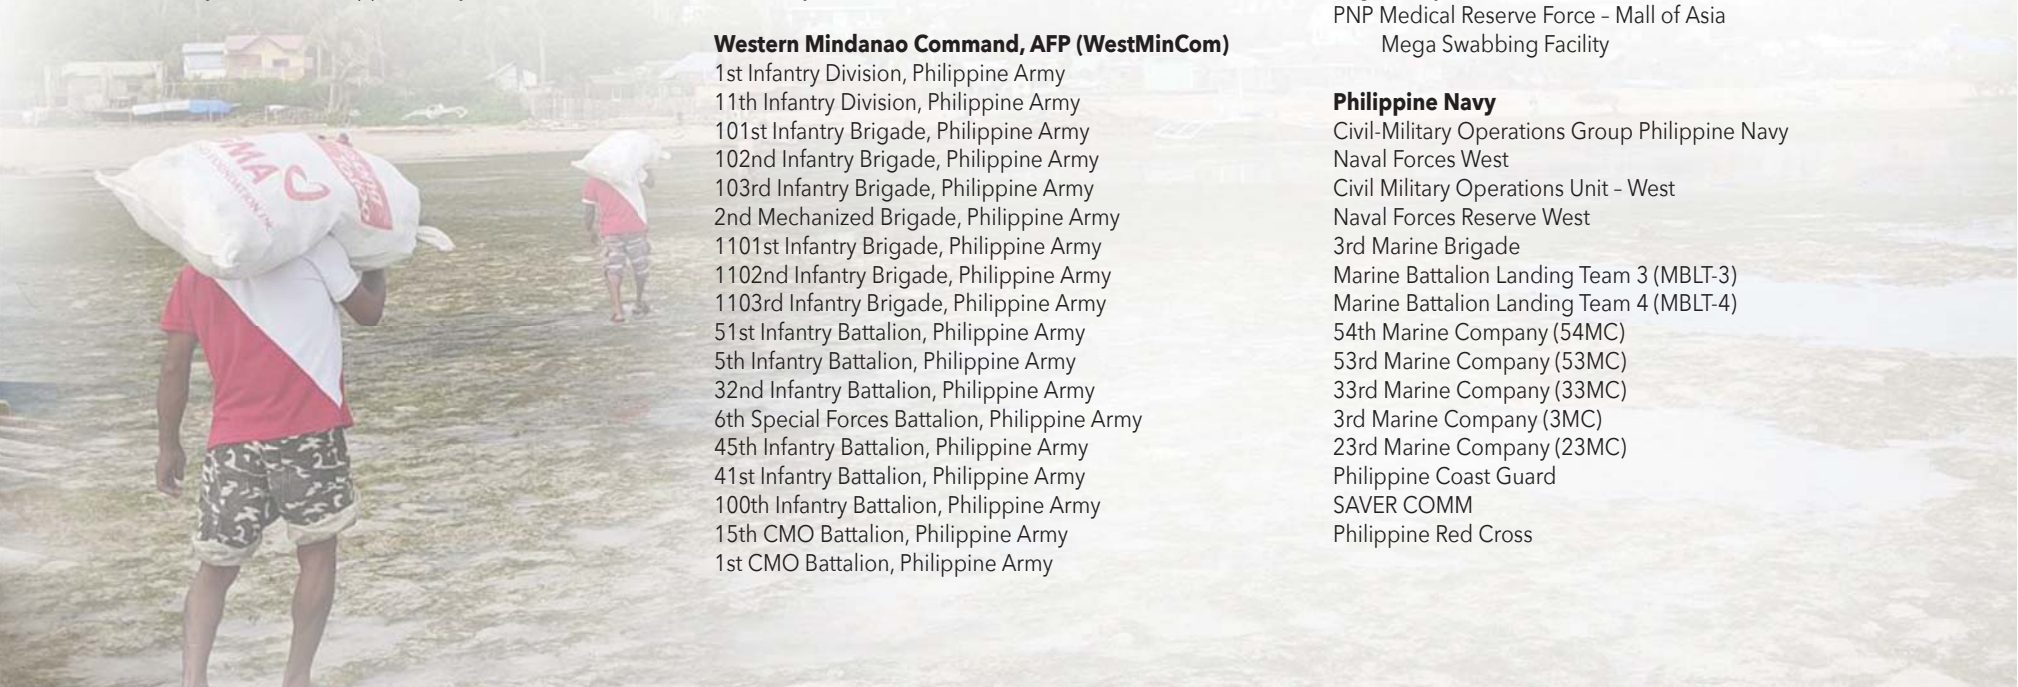 Western Mindanao Command, AFP (WestMinCom)
1st Infantry Division, Philippine Army
11th Infantry Division, Philippine Army
101st Infantry Brigade, Philippine Army
102nd Infantry Brigade, Philippine Army
103rd Infantry Brigade, Philippine Army
2nd Mechanized Brigade, Philippine Army
1101st Infantry Brigade, Philippine Army
1102nd Infantry Brigade, Philippine Army
1103rd Infantry Brigade, Philippine Army
51st Infantry Battalion, Philippine Army
5th Infantry Battalion, Philippine Army
32nd Infantry Battalion, Philippine Army
6th Special Forces Battalion, Philippine Army
45th Infantry Battalion, Philippine Army
41st Infantry Battalion, Philippine Army
100th Infantry Battalion, Philippine Army
15th CMO Battalion, Philippine Army
1st CMO Battalion, Philippine Army
PNP Medical Reserve Force – Mall of Asia
Mega Swabbing Facility
Philippine Navy
Civil-Military Operations Group Philippine Navy
Naval Forces West
Civil Military Operations Unit – West
Naval Forces Reserve West
3rd Marine Brigade
Marine Battalion Landing Team 3 (MBLT-3)
Marine Battalion Landing Team 4 (MBLT-4)
54th Marine Company (54MC)
53rd Marine Company (53MC)
33rd Marine Company (33MC)
3rd Marine Company (3MC)
23rd Marine Company (23MC)
Philippine Coast Guard
SAVER COMM
Philippine Red Cross